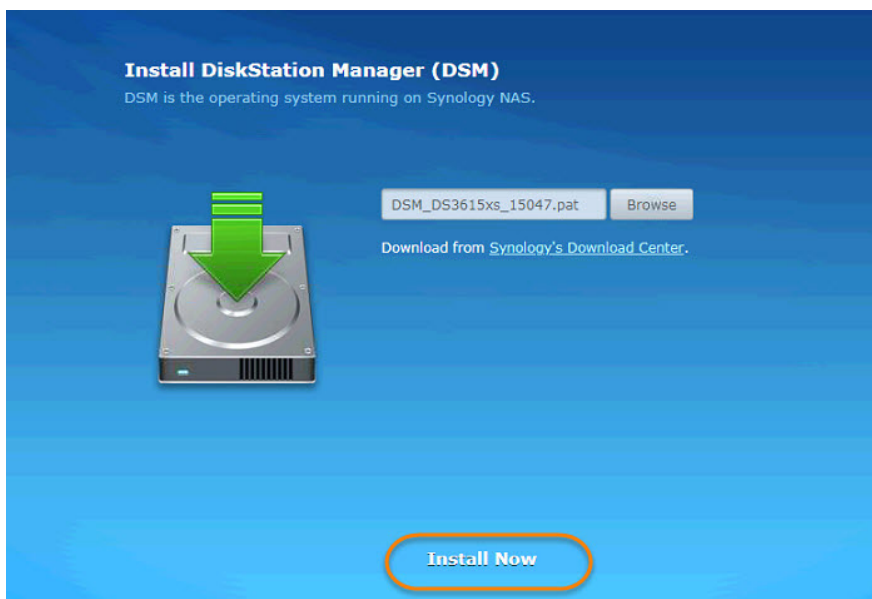 Install DiskStation Manager (DSM)
DSM is the operating system running on Synology NAS.
DSM_DS3615xs_15047.pat
Browse
Download from Synology's Download Center.
Install Now